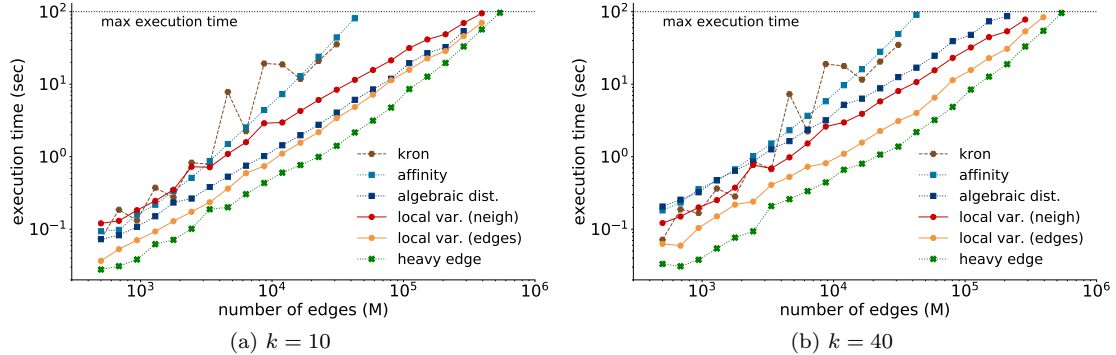 max execution time
execution time (sec)
10²
10¹
10⁰
10⁻¹
kron
affinity
algebraic dist.
local var. (neigh)
local var. (edges)
heavy edge
10³
10⁴
10⁵
10⁶
number of edges (M)
(a) k = 10
max execution time
execution time (sec)
10²
10¹
10⁰
10⁻¹
kron
affinity
algebraic dist.
local var. (neigh)
local var. (edges)
heavy edge
10³
10⁴
10⁵
10⁶
number of edges (M)
(b) k = 40